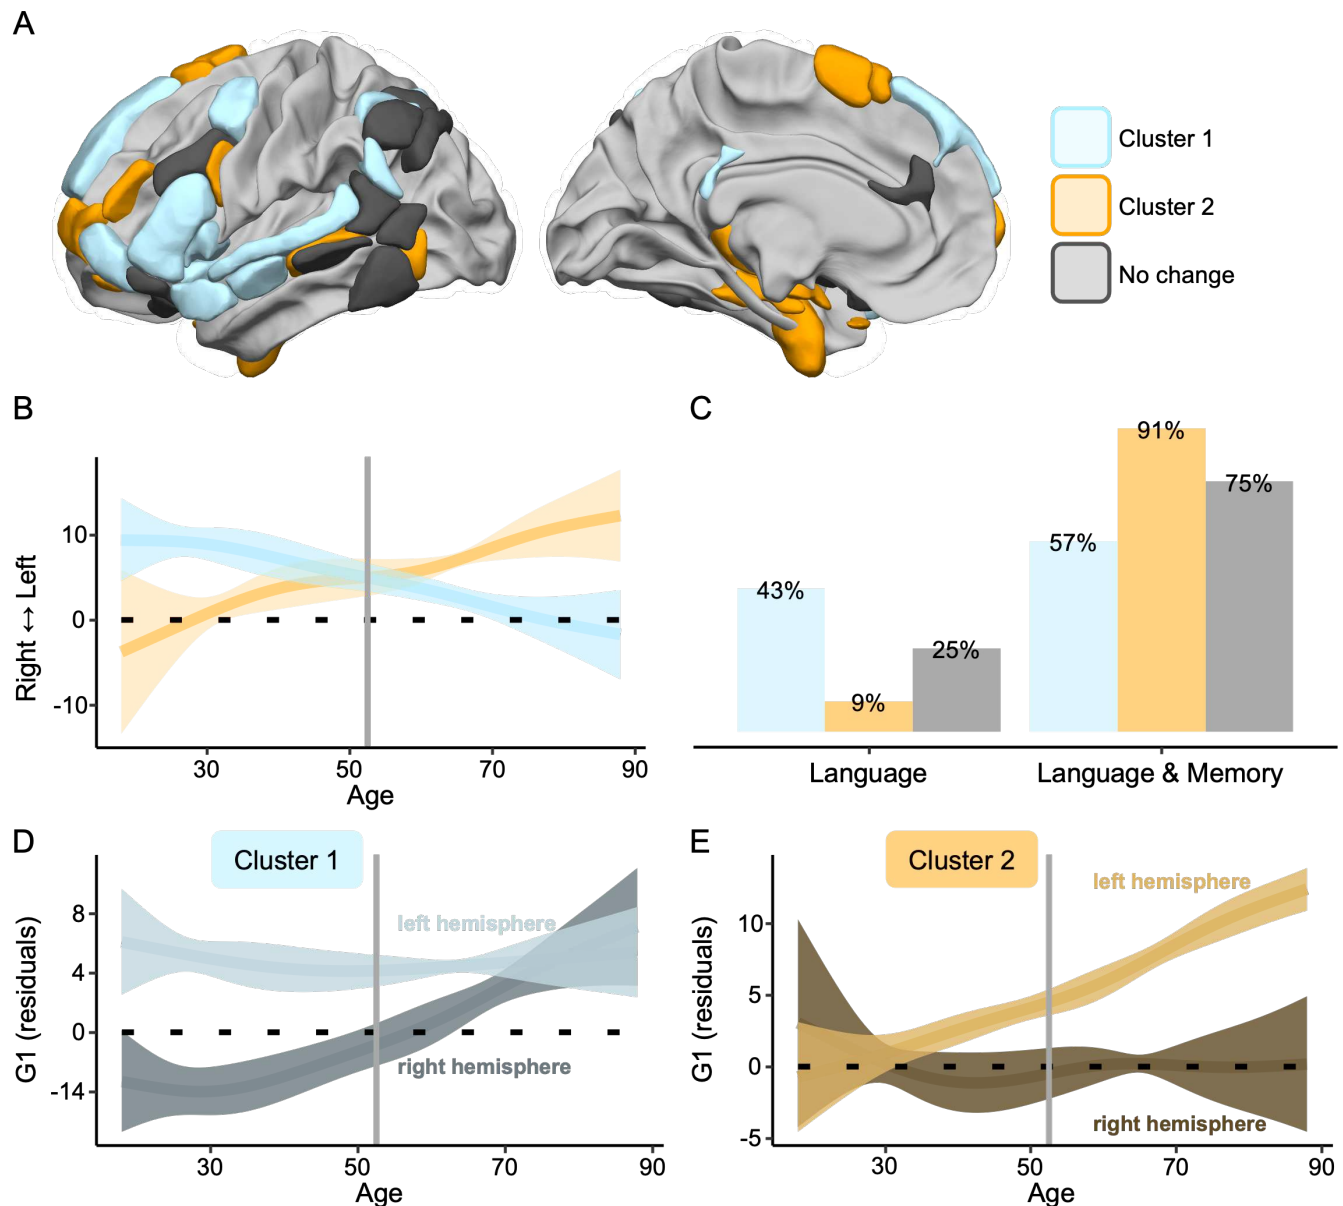 A
Cluster 1
Cluster 2
No change
B
Right ↔ Left
10
0
-10
30
50
70
90
Age
C
43%
9%
25%
57%
91%
75%
Language
Language & Memory
D
Cluster 1
G1 (residuals)
8
4
0
-14
left hemisphere
right hemisphere
30
50
70
90
Age
E
Cluster 2
G1 (residuals)
10
5
0
-5
left hemisphere
right hemisphere
30
50
70
90
Age